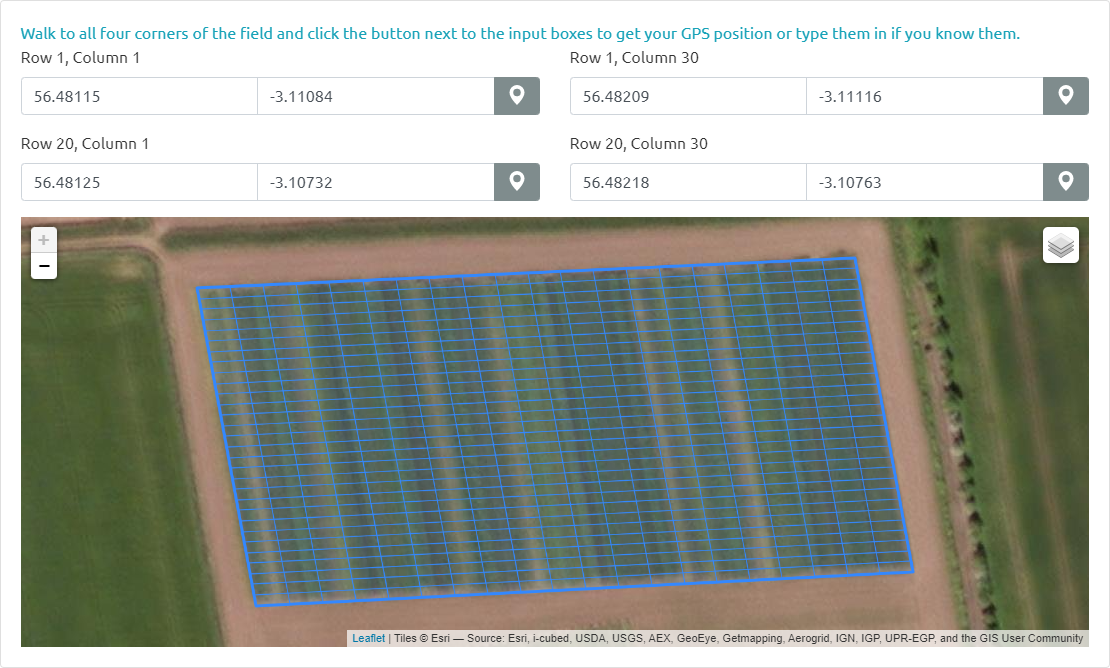 Walk to all four corners of the field and click the button next to the input boxes to get your GPS position or type them in if you know them.
Row 1, Column 1
Row 1, Column 30
56.48115
-3.11084
56.48209
-3.11116
Row 20, Column 1
Row 20, Column 30
56.48125
-3.10732
56.48218
-3.10763
+
−
Leaflet | Tiles © Esri — Source: Esri, i-cubed, USDA, USGS, AEX, GeoEye, Getmapping, Aerogrid, IGN, IGP, UPR-EGP, and the GIS User Community